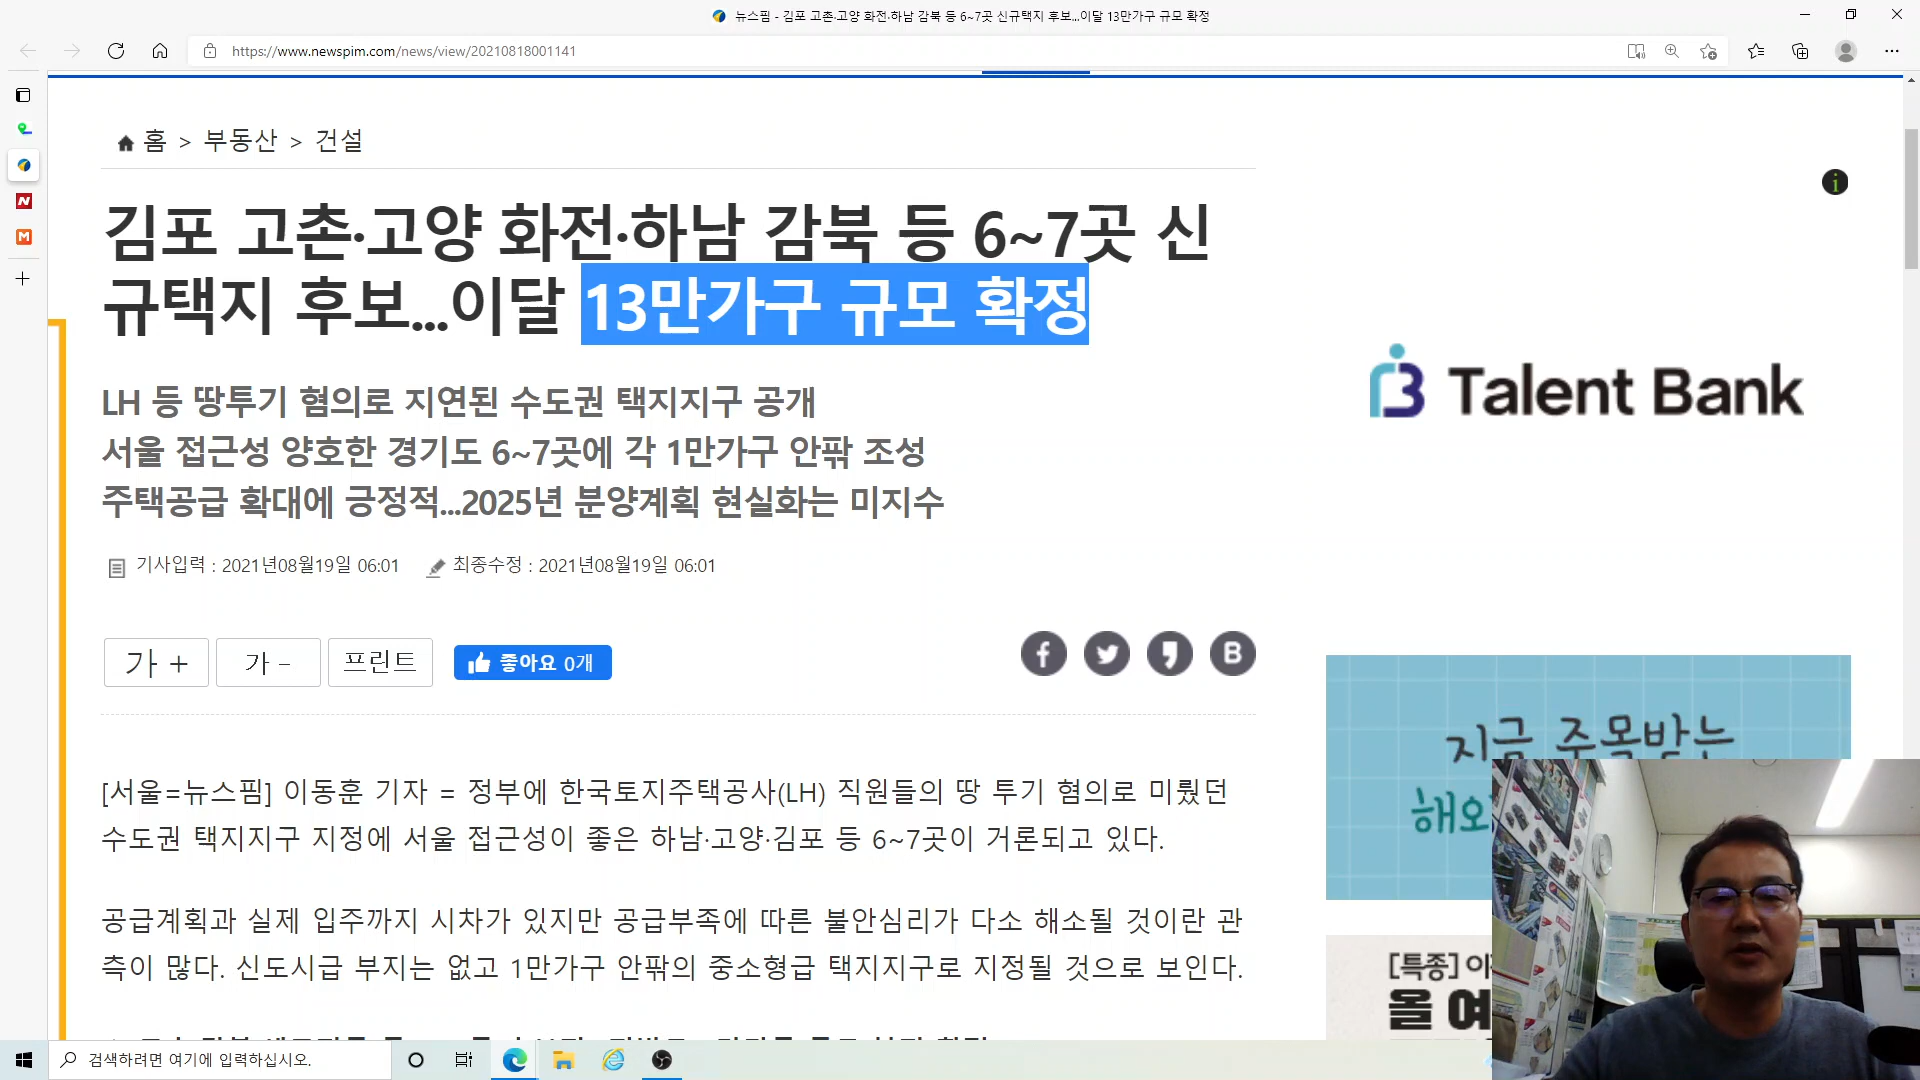 뉴스핌 - 김포 고촌·고양 화전·하남 감북 등 6~7곳 신규택지 후보...이달 13만가구 규모 확정
https://www.newspim.com/news/view/20210818001141
홈 > 부동산 > 건설
김포 고촌·고양 화전·하남 감북 등 6~7곳 신
규택지 후보...이달 13만가구 규모 확정
LH 등 땅투기 혐의로 지연된 수도권 택지지구 공개
서울 접근성 양호한 경기도 6~7곳에 각 1만가구 안팎 조성
주택공급 확대에 긍정적...2025년 분양계획 현실화는 미지수
기사입력 : 2021년08월19일 06:01 최종수정 : 2021년08월19일 06:01
가 + 가 - 프린트 좋아요 0개
[서울=뉴스핌] 이동훈 기자 = 정부에 한국토지주택공사(LH) 직원들의 땅 투기 혐의로 미뤘던
수도권 택지지구 지정에 서울 접근성이 좋은 하남·고양·김포 등 6~7곳이 거론되고 있다.
공급계획과 실제 입주까지 시차가 있지만 공급부족에 따른 불안심리가 다소 해소될 것이란 관
측이 많다. 신도시급 부지는 없고 1만가구 안팎의 중소형급 택지지구로 지정될 것으로 보인다.
Talent Bank
지금 주목받는
해오
[특종] 이
올 여
검색하려면 여기에 입력하십시오.